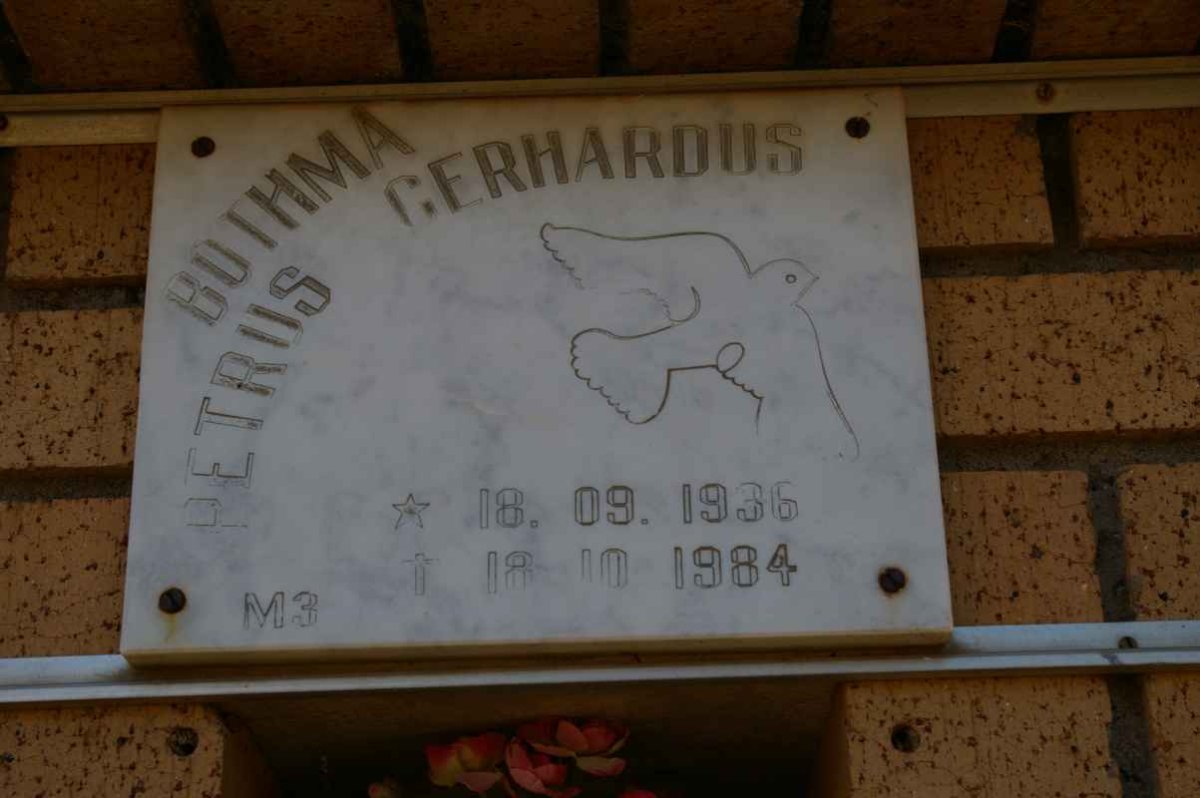 BOTHMA
PETRUS GERHARDUS
18. 09. 1936
† 18 10 1984
M3